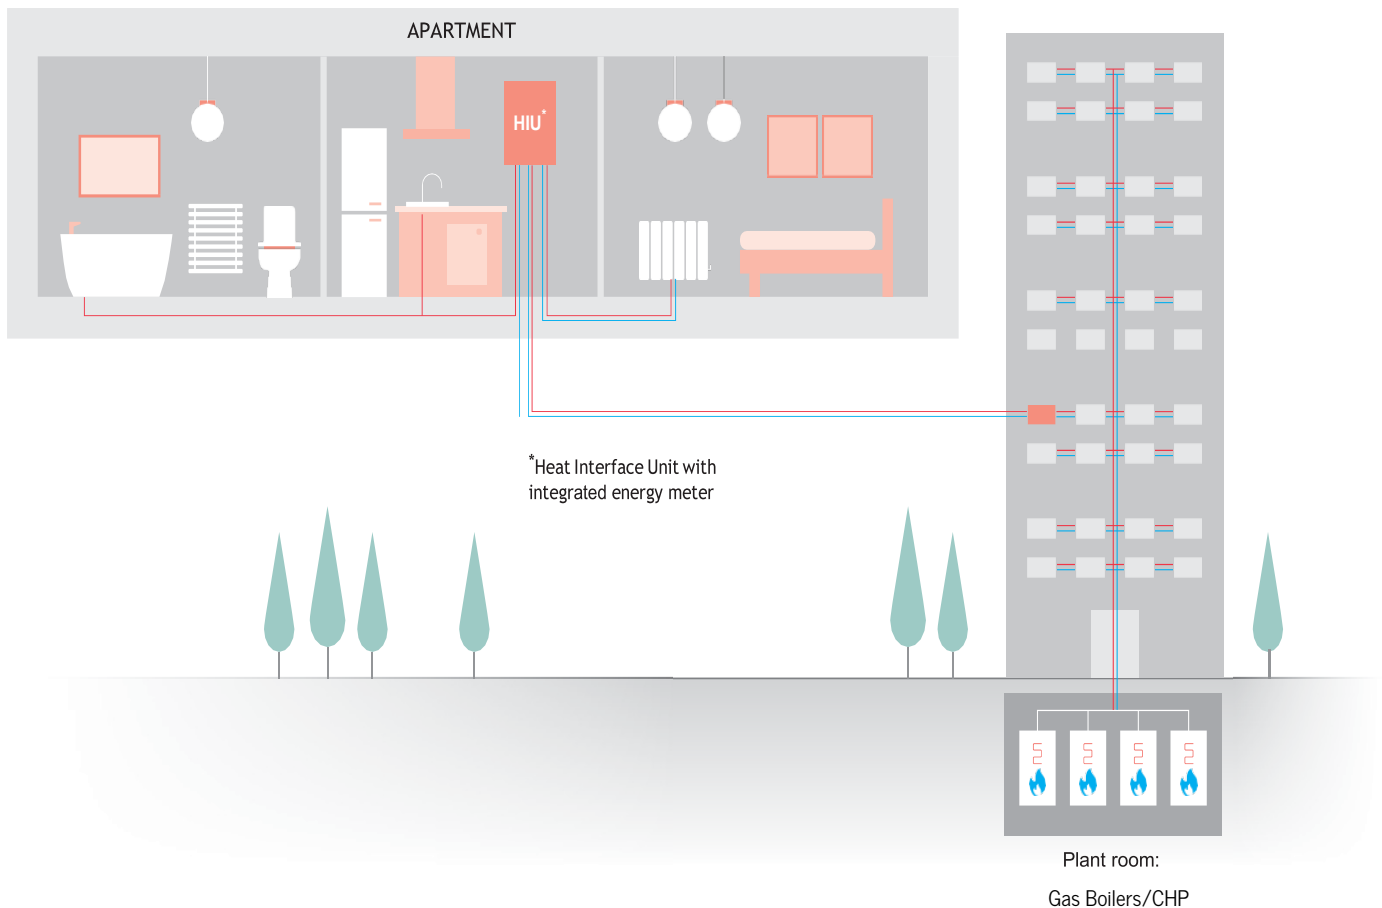 APARTMENT
HIU*
*Heat Interface Unit with
integrated energy meter
Plant room:
Gas Boilers/CHP